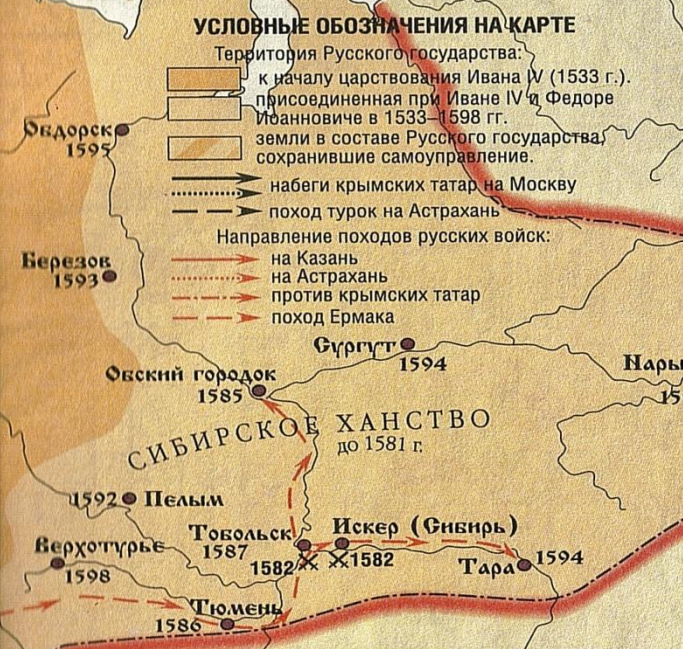 УСЛОВНЫЕ ОБОЗНАЧЕНИЯ НА КАРТЕ
Территория Русского государства:
к началу царствования Ивана IV (1533 г.).
присоединенная при Иване IV и Федоре
Иоанновиче в 1533–1598 гг.
земли в составе Русского государства,
сохранившие самоуправление.
набеги крымских татар на Москву
поход турок на Астрахань
Направление походов русских войск:
на Казань
на Астрахань
против крымских татар
поход Ермака
Обдорск
1595
Березов
1593
Сургут
1594
Нары
15
Обский городок
1585
СИБИРСКОЕ ХАНСТВО
до 1581 г.
1592 Пелым
Тобольск
1587
Искер (Сибирь)
1582
1582
Верхотурье
1598
Тара
1594
Тюмень
1586